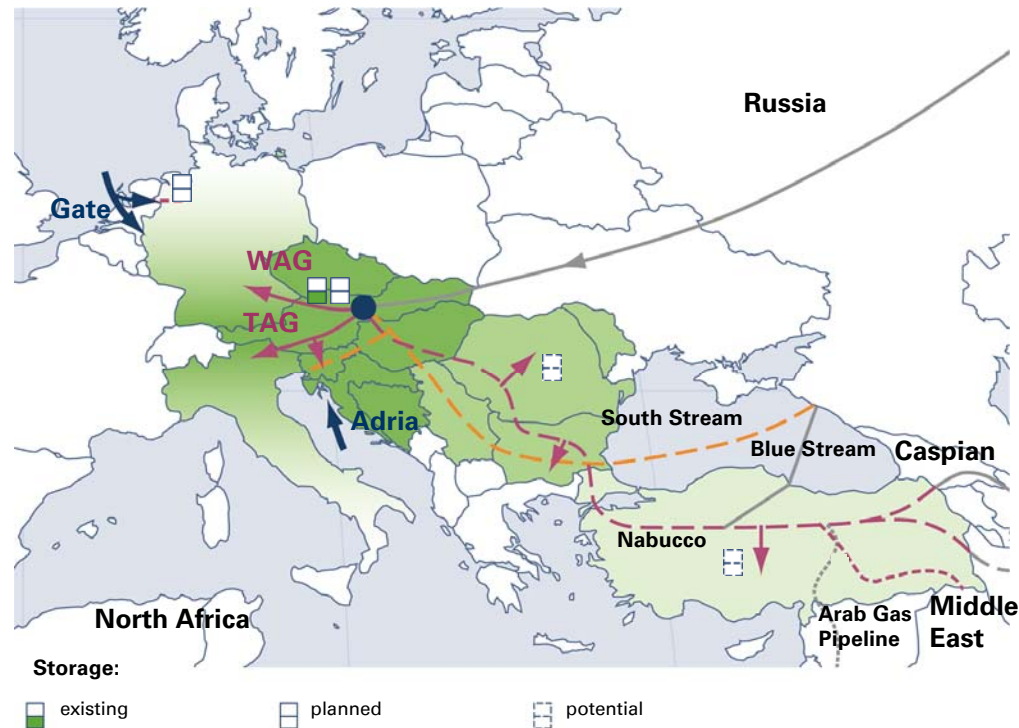 Russia
Gate
WAG
TAG
Adria
South Stream
Blue Stream
Caspian
Nabucco
North Africa
Arab Gas
Pipeline
Middle
East
Storage:
existing
planned
potential